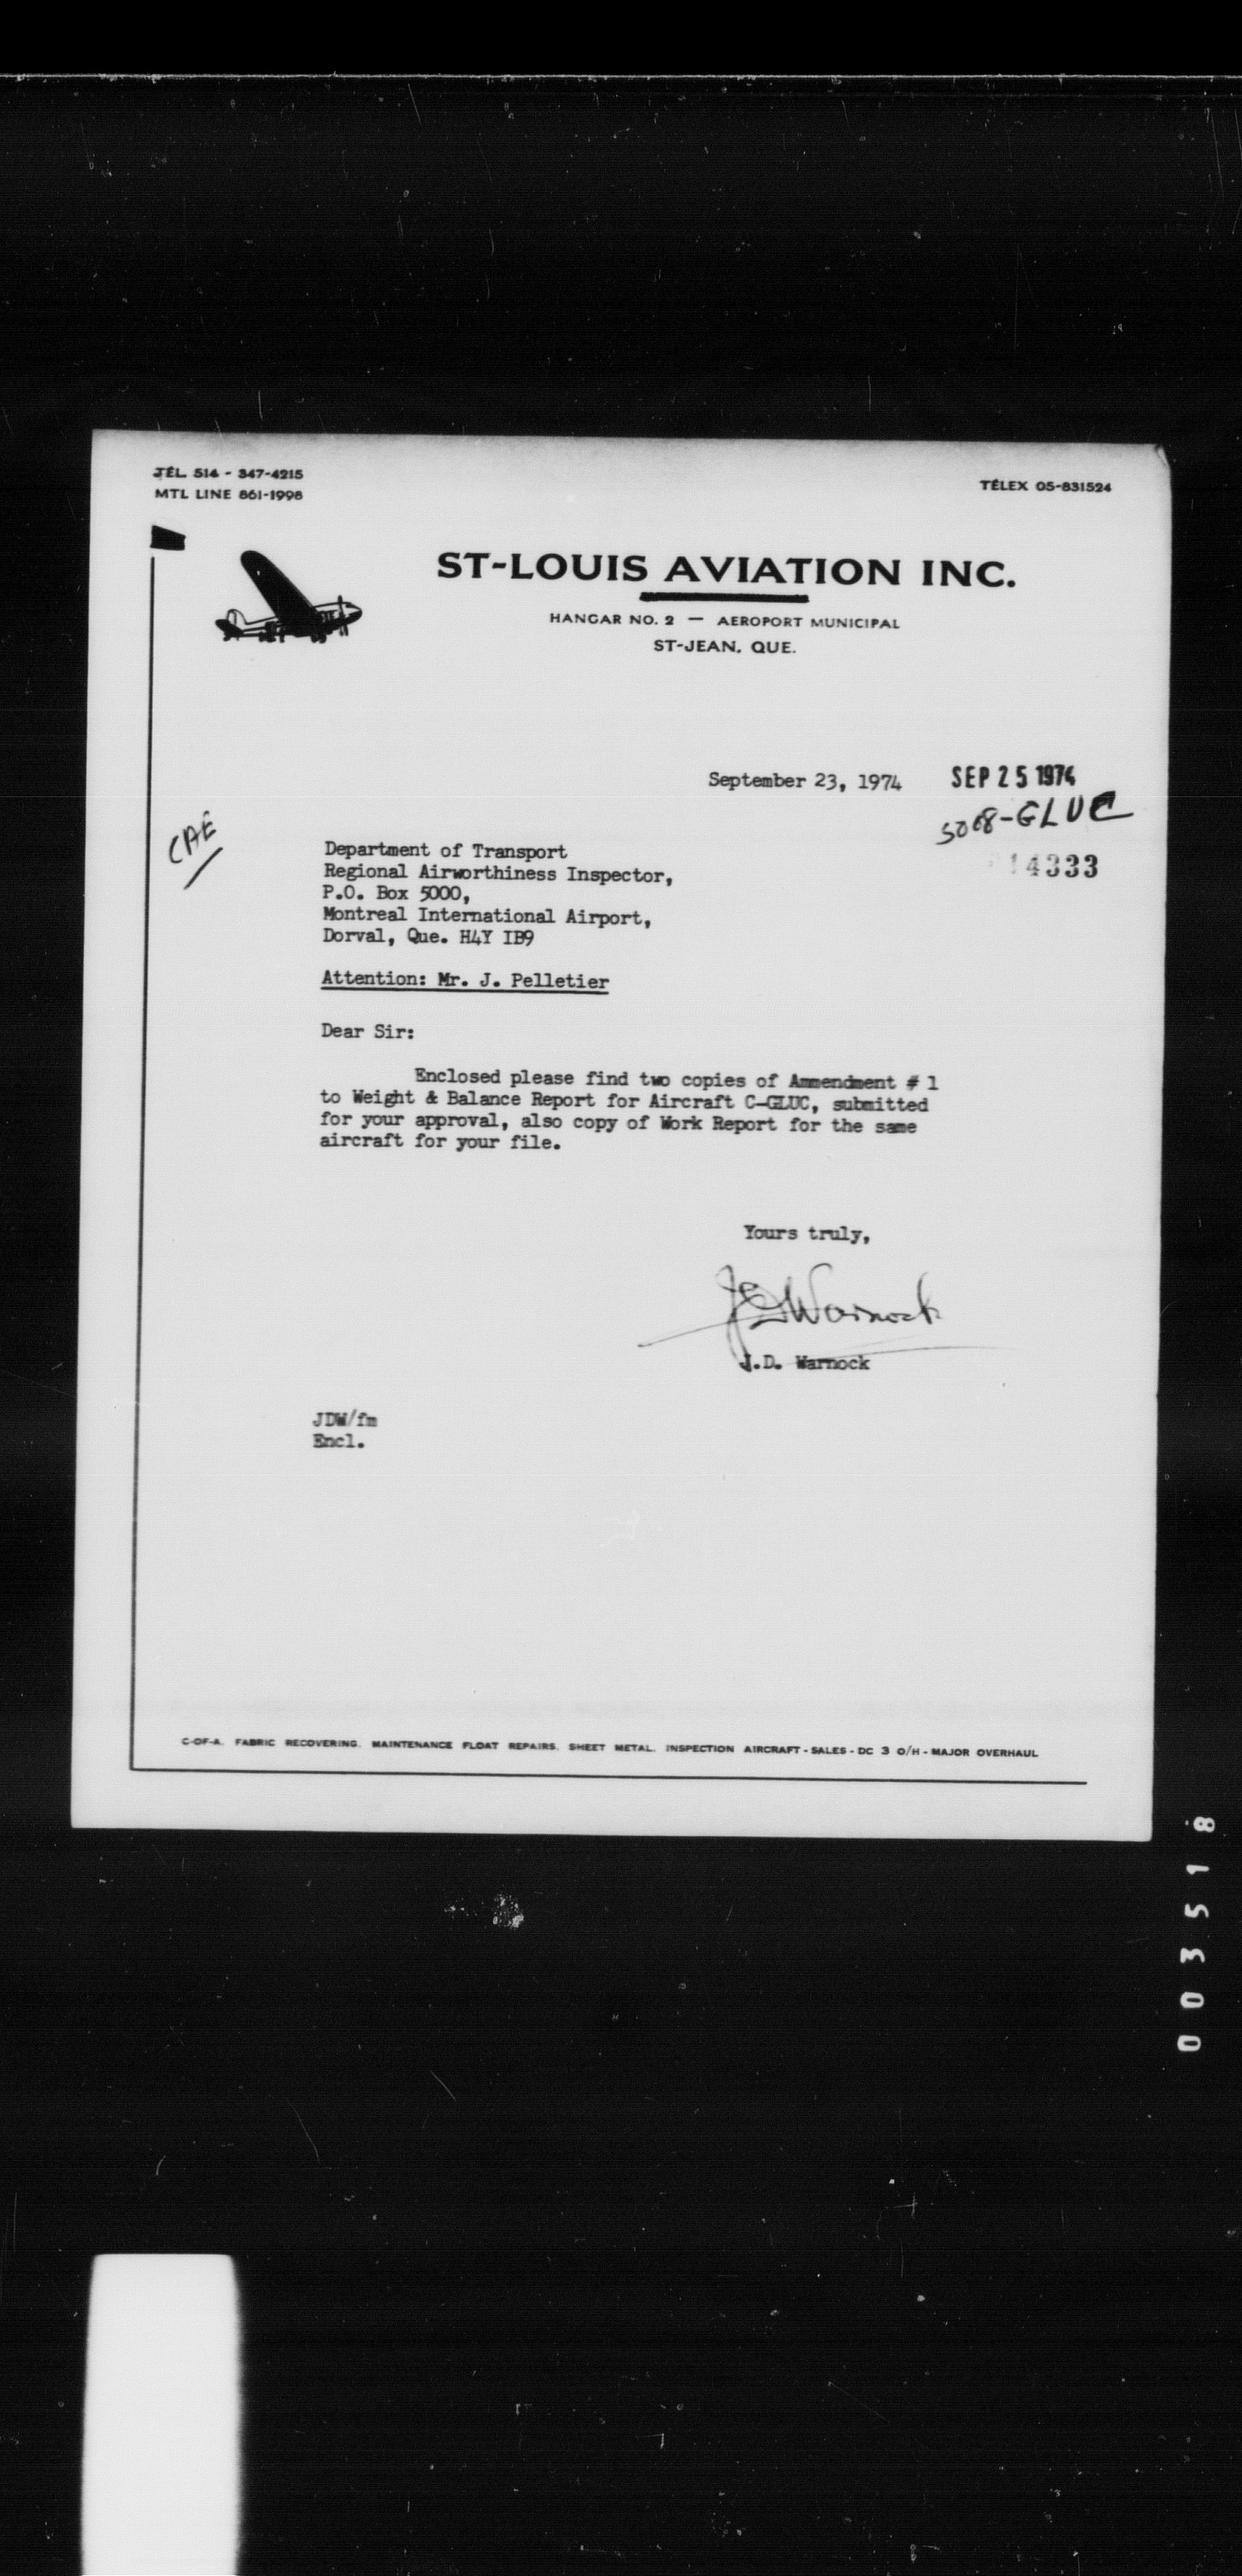 TÉL. 514 - 347-4215
MTL LINE 861-1998
TÉLEX 05-831524
ST-LOUIS AVIATION INC.
HANGAR NO. 2 — AEROPORT MUNICIPAL
ST-JEAN, QUE.
September 23, 1974
SEP 25 1974
5008-GLUC
14333
CAE
Department of Transport
Regional Airworthiness Inspector,
P.O. Box 5000,
Montreal International Airport,
Dorval, Que. H4Y IB9
Attention: Mr. J. Pelletier
Dear Sir:
Enclosed please find two copies of Ammendment # 1
to Weight & Balance Report for Aircraft C-GLUC, submitted
for your approval, also copy of Work Report for the same
aircraft for your file.
Yours truly,
JDWarnock
J.D. Warnock
JDW/fm
Encl.
C-OF-A. FABRIC RECOVERING. MAINTENANCE FLOAT REPAIRS. SHEET METAL. INSPECTION AIRCRAFT - SALES - DC 3 O/H - MAJOR OVERHAUL
003518